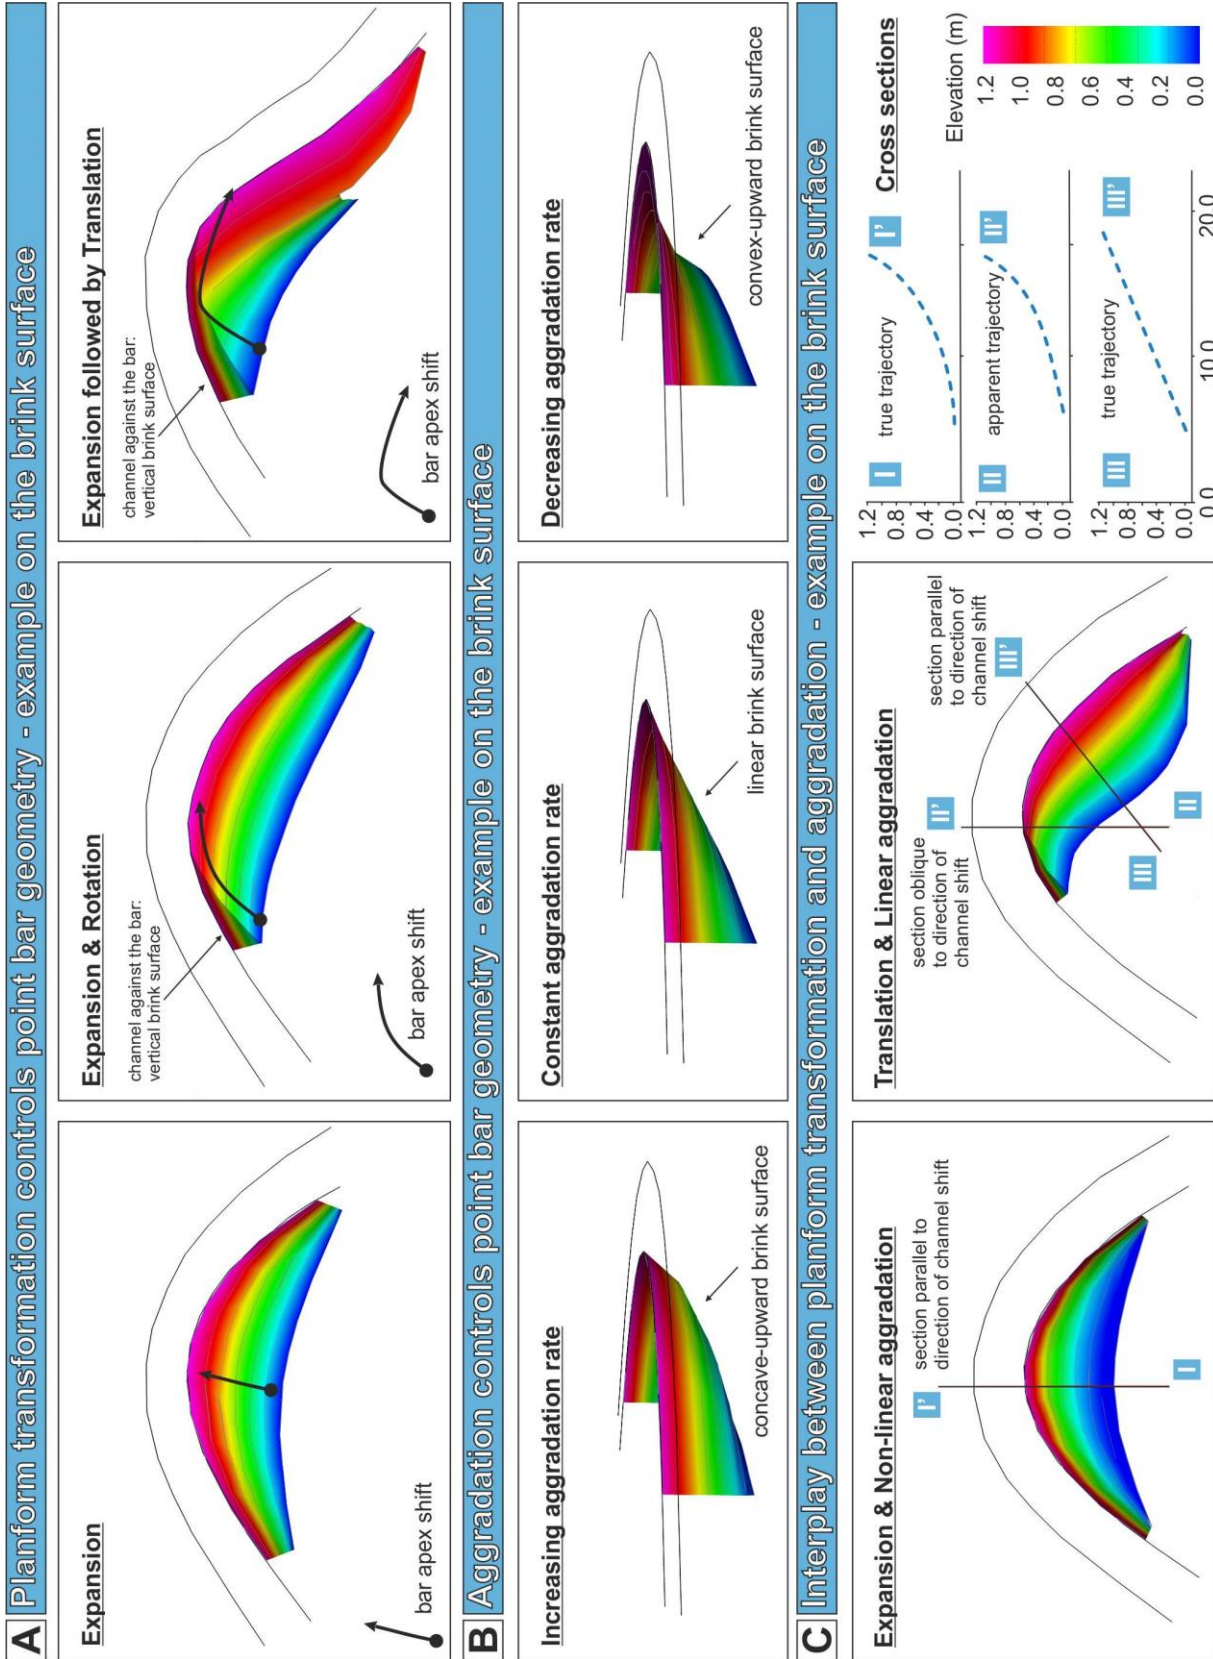 A Planform transformation controls point bar geometry - example on the brink surface
Expansion
bar apex shift
Expansion & Rotation
channel against the bar:
vertical brink surface
bar apex shift
Expansion followed by Translation
channel against the bar:
vertical brink surface
bar apex shift
B Aggradation controls point bar geometry - example on the brink surface
Increasing aggradation rate
concave-upward brink surface
Constant aggradation rate
linear brink surface
Decreasing aggradation rate
convex-upward brink surface
C Interplay between planform transformation and aggradation - example on the brink surface
Expansion & Non-linear aggradation
I'
section parallel to
direction of channel shift
I
Translation & Linear aggradation
section oblique
to direction of
channel shift
II'
section parallel
to direction of
channel shift
III'
III
II
Cross sections
I
I'
true trajectory
1.2
0.8
0.4
0.0
II
II'
apparent trajectory
1.2
0.8
0.4
0.0
III
III'
true trajectory
1.2
0.8
0.4
0.0
0.0
10.0
20.0
Elevation (m)
1.2
1.0
0.8
0.6
0.4
0.2
0.0